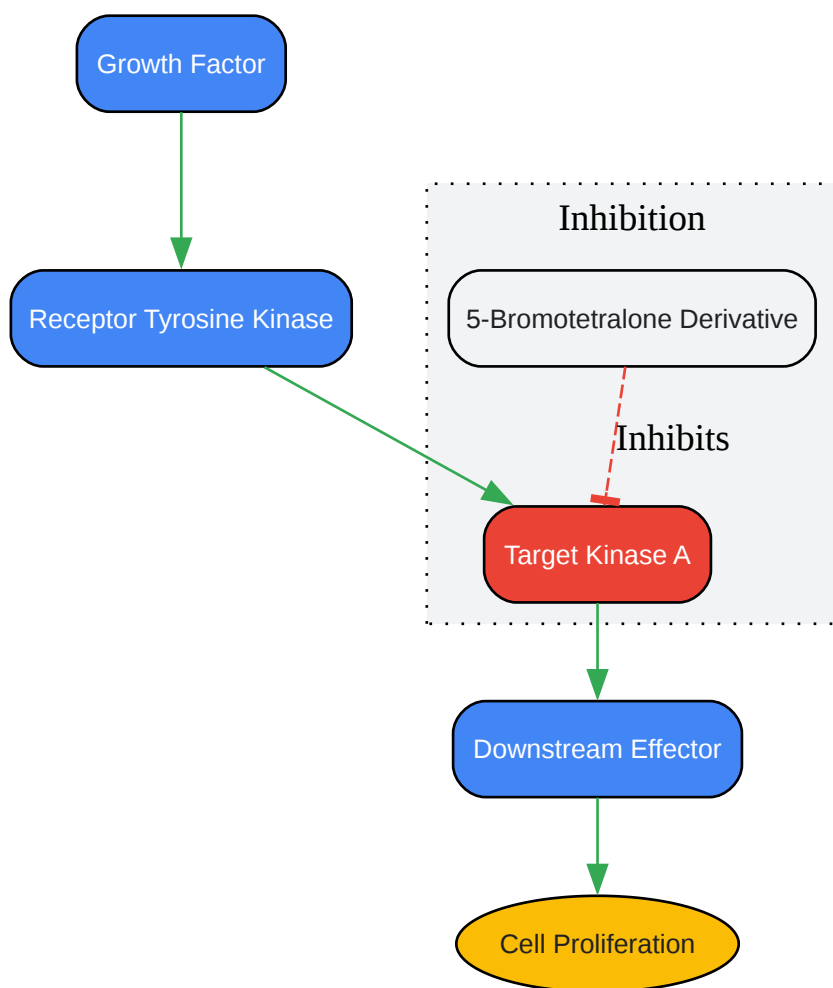 Growth Factor
Inhibition
Receptor Tyrosine Kinase
5-Bromotetralone Derivative
Inhibits
Target Kinase A
Downstream Effector
Cell Proliferation